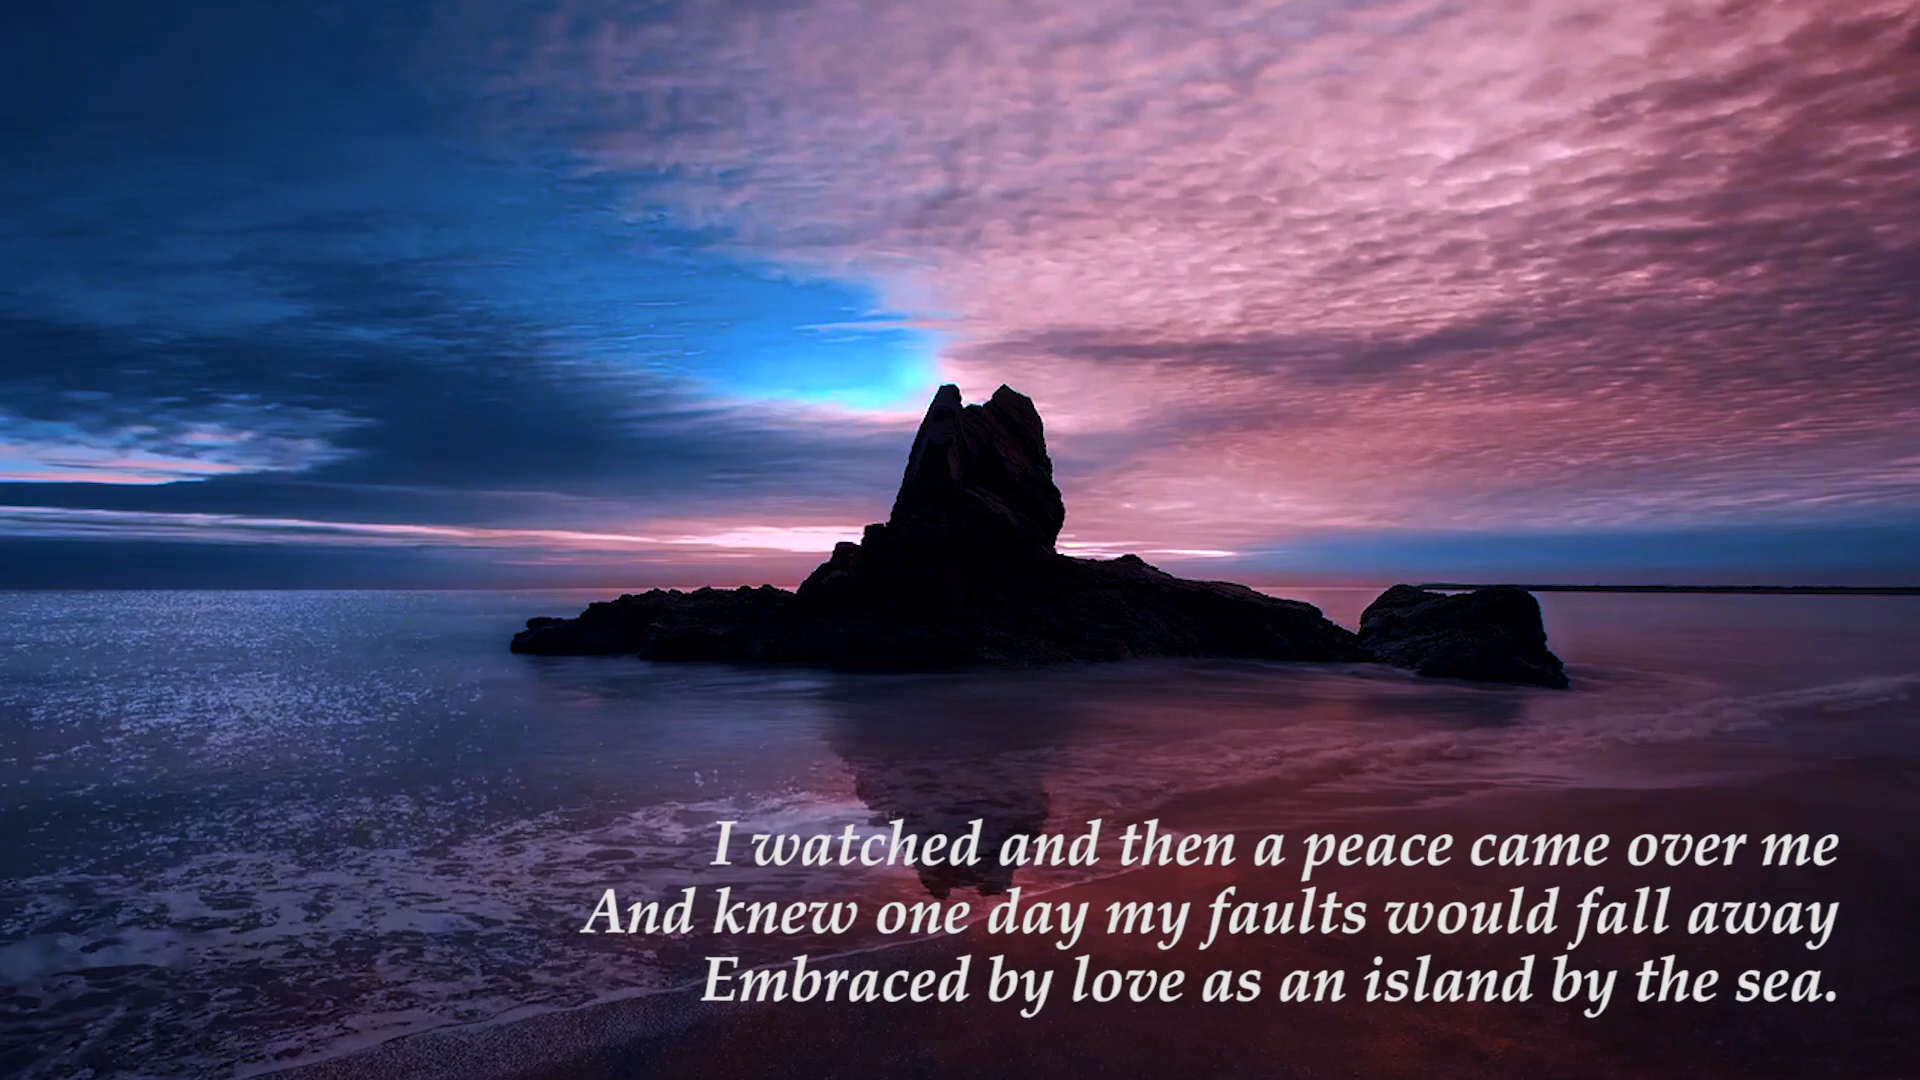 I watched and then a peace came over me
And knew one day my faults would fall away
Embraced by love as an island by the sea.